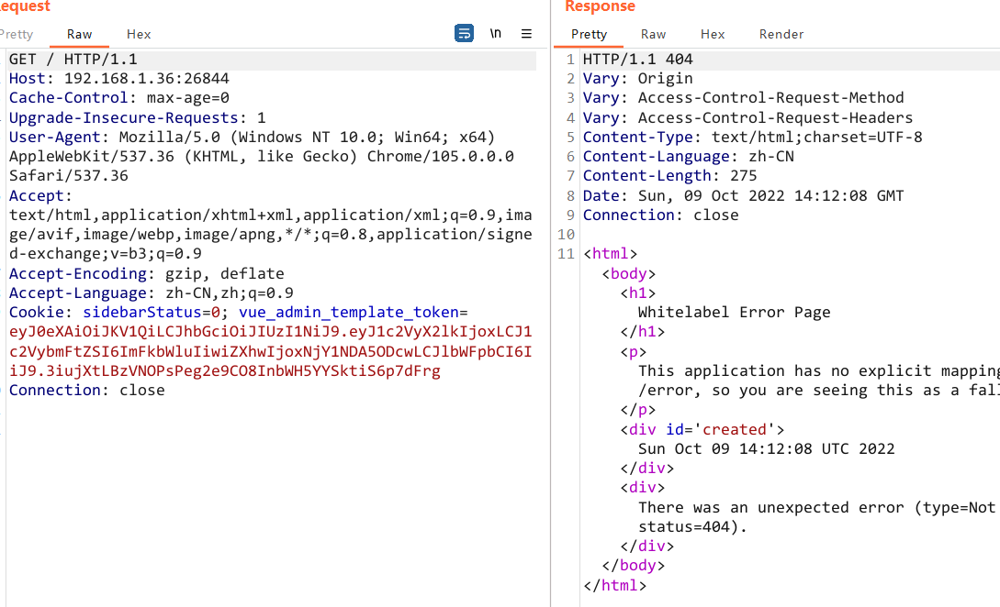 equest
Pretty Raw Hex \n
GET / HTTP/1.1
Host: 192.168.1.36:26844
Cache-Control: max-age=0
Upgrade-Insecure-Requests: 1
User-Agent: Mozilla/5.0 (Windows NT 10.0; Win64; x64)
AppleWebKit/537.36 (KHTML, like Gecko) Chrome/105.0.0.0
Safari/537.36
Accept:
text/html,application/xhtml+xml,application/xml;q=0.9,ima
ge/avif,image/webp,image/apng,*/*;q=0.8,application/signe
d-exchange;v=b3;q=0.9
Accept-Encoding: gzip, deflate
Accept-Language: zh-CN,zh;q=0.9
Cookie: sidebarStatus=0; vue_admin_template_token=
eyJ0eXAiOiJKV1QiLCJhbGciOiJIUzI1NiJ9.eyJ1c2VyX2lkIjoxLCJ1
c2VybmFtZSI6ImFkbWluIiwiZXhwIjoxNjY1NDA5ODcwLCJlbWFpbCI6I
iJ9.3iujXtLBzVNOPsPeg2e9CO8InbWH5YYSktiS6p7dFrg
Connection: close
Response
Pretty Raw Hex Render
1 HTTP/1.1 404
2 Vary: Origin
3 Vary: Access-Control-Request-Method
4 Vary: Access-Control-Request-Headers
5 Content-Type: text/html;charset=UTF-8
6 Content-Language: zh-CN
7 Content-Length: 275
8 Date: Sun, 09 Oct 2022 14:12:08 GMT
9 Connection: close
10
11 <html>
<body>
<h1>
Whitelabel Error Page
</h1>
<p>
This application has no explicit mapping
/error, so you are seeing this as a fal
</p>
<div id='created'>
Sun Oct 09 14:12:08 UTC 2022
</div>
<div>
There was an unexpected error (type=Not
status=404).
</div>
</body>
</html>